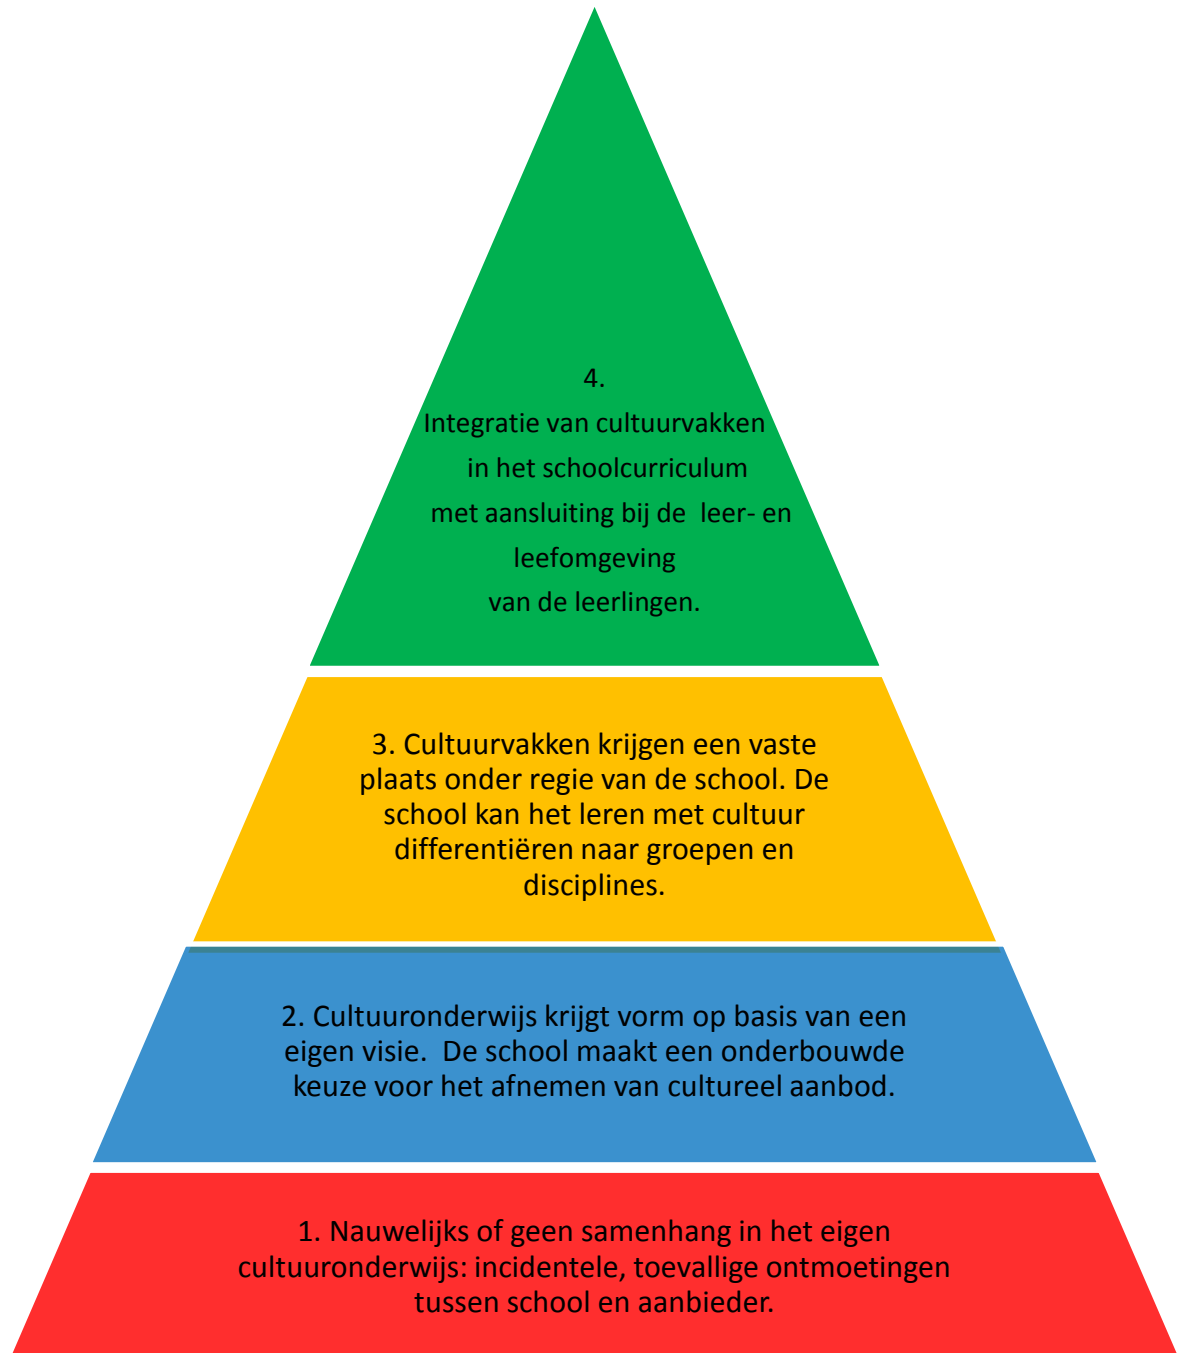 4.
Integratie van cultuurvakken
in het schoolcurriculum
met aansluiting bij de  leer- en
leefomgeving
van de leerlingen.
3. Cultuurvakken krijgen een vaste
plaats onder regie van de school. De
school kan het leren met cultuur
differentiëren naar groepen en
disciplines.
2. Cultuuronderwijs krijgt vorm op basis van een
eigen visie.  De school maakt een onderbouwde
keuze voor het afnemen van cultureel aanbod.
1. Nauwelijks of geen samenhang in het eigen
cultuuronderwijs: incidentele, toevallige ontmoetingen
tussen school en aanbieder.